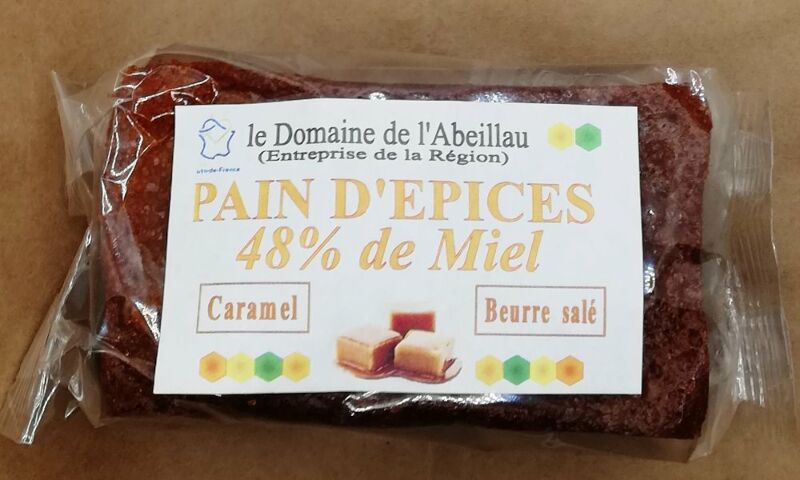 le Domaine de l'Abeillau
(Entreprise de la Région)
PAIN D'EPICES
48% de Miel
Caramel
Beurre salé